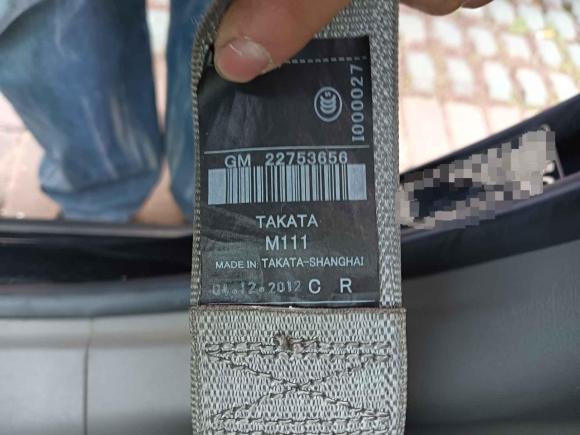 I000027
GM 22753656
TAKATA
M111
MADE IN: TAKATA-SHANGHAI
04.12.2012 C R